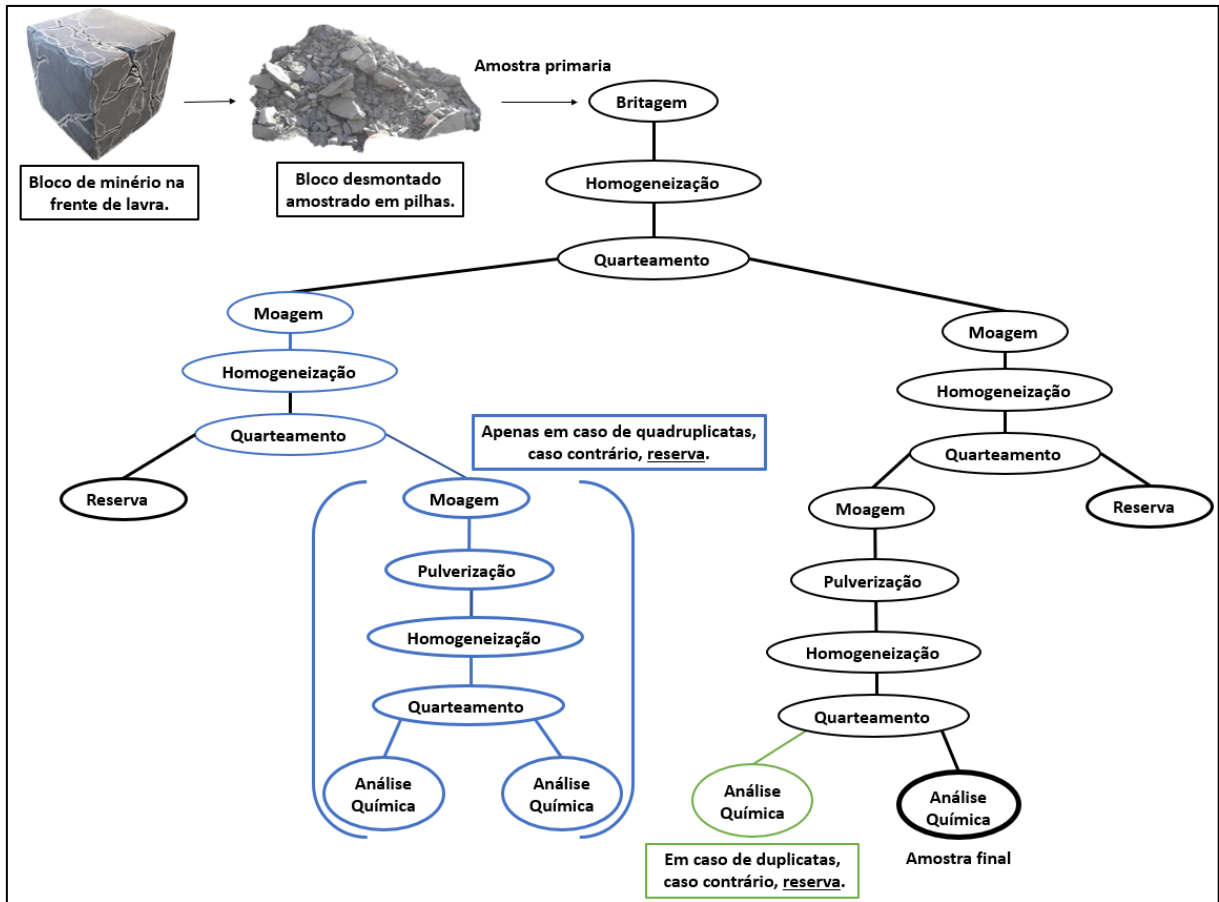 Amostra primaria
Britagem
Bloco de minério na
frente de lavra.
Bloco desmontado
amostrado em pilhas.
Homogeneização
Quarteamento
Moagem
Homogeneização
Quarteamento
Reserva
Apenas em caso de quadruplicatas,
caso contrário, reserva.
Moagem
Pulverização
Homogeneização
Quarteamento
Análise
Química
Análise
Química
Moagem
Homogeneização
Quarteamento
Moagem
Reserva
Pulverização
Homogeneização
Quarteamento
Análise
Química
Em caso de duplicatas,
caso contrário, reserva.
Análise
Química
Amostra final